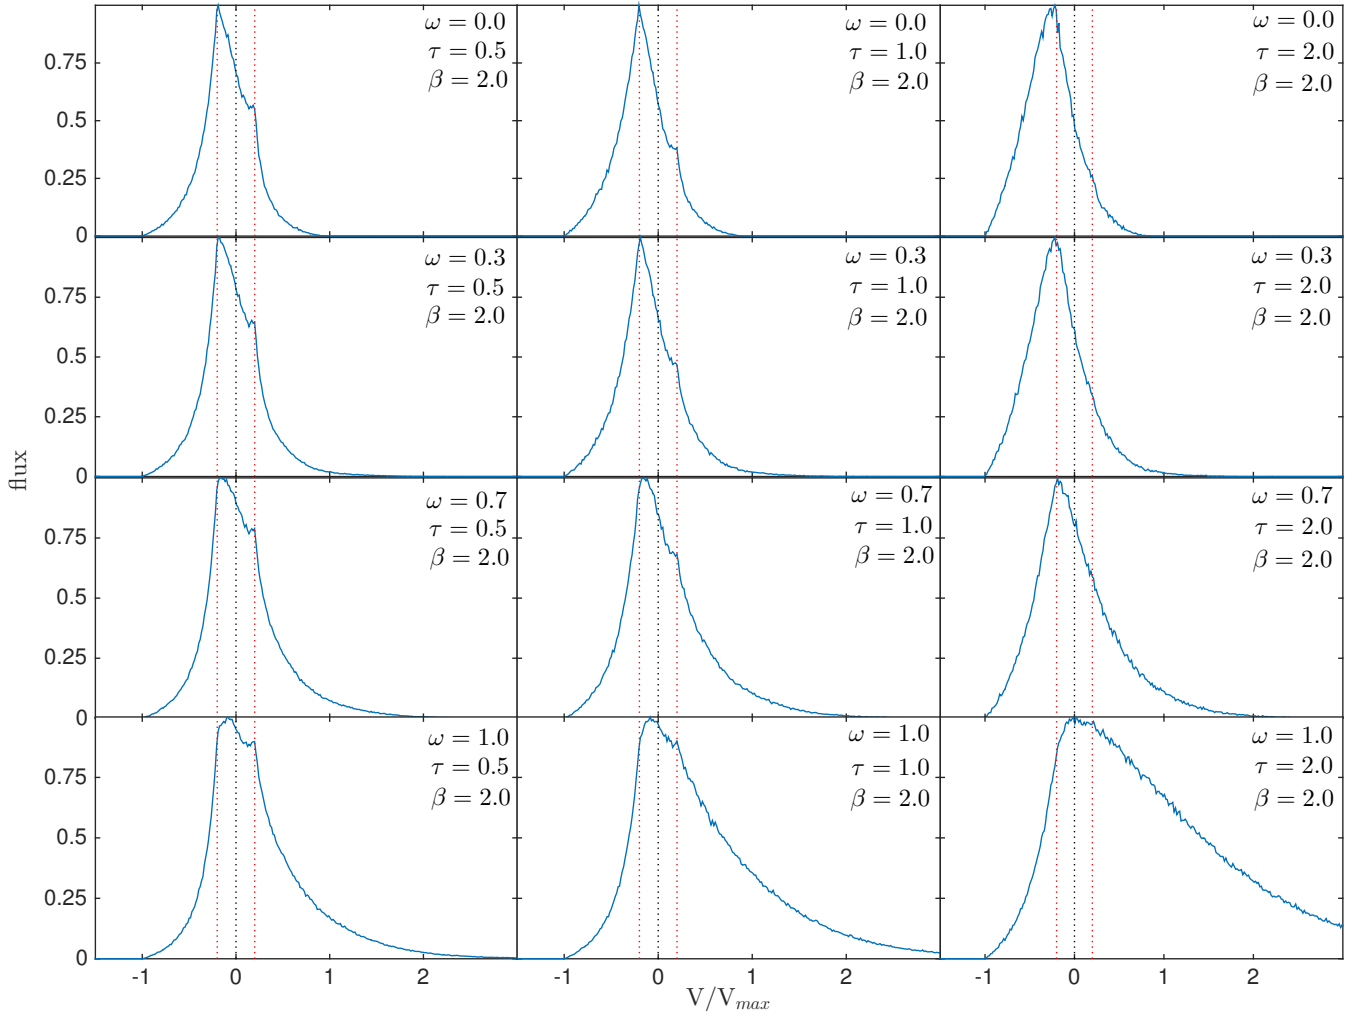 ω = 0.0
τ = 0.5
β = 2.0
ω = 0.0
τ = 1.0
β = 2.0
ω = 0.0
τ = 2.0
β = 2.0
0.75
0.5
0.25
0
ω = 0.3
τ = 0.5
β = 2.0
ω = 0.3
τ = 1.0
β = 2.0
ω = 0.3
τ = 2.0
β = 2.0
0.75
0.5
0.25
0
flux
ω = 0.7
τ = 0.5
β = 2.0
ω = 0.7
τ = 1.0
β = 2.0
ω = 0.7
τ = 2.0
β = 2.0
0.75
0.5
0.25
0
ω = 1.0
τ = 0.5
β = 2.0
ω = 1.0
τ = 1.0
β = 2.0
ω = 1.0
τ = 2.0
β = 2.0
0.75
0.5
0.25
0
-1 0 1 2 -1 0 1 2 -1 0 1 2
V/Vmax